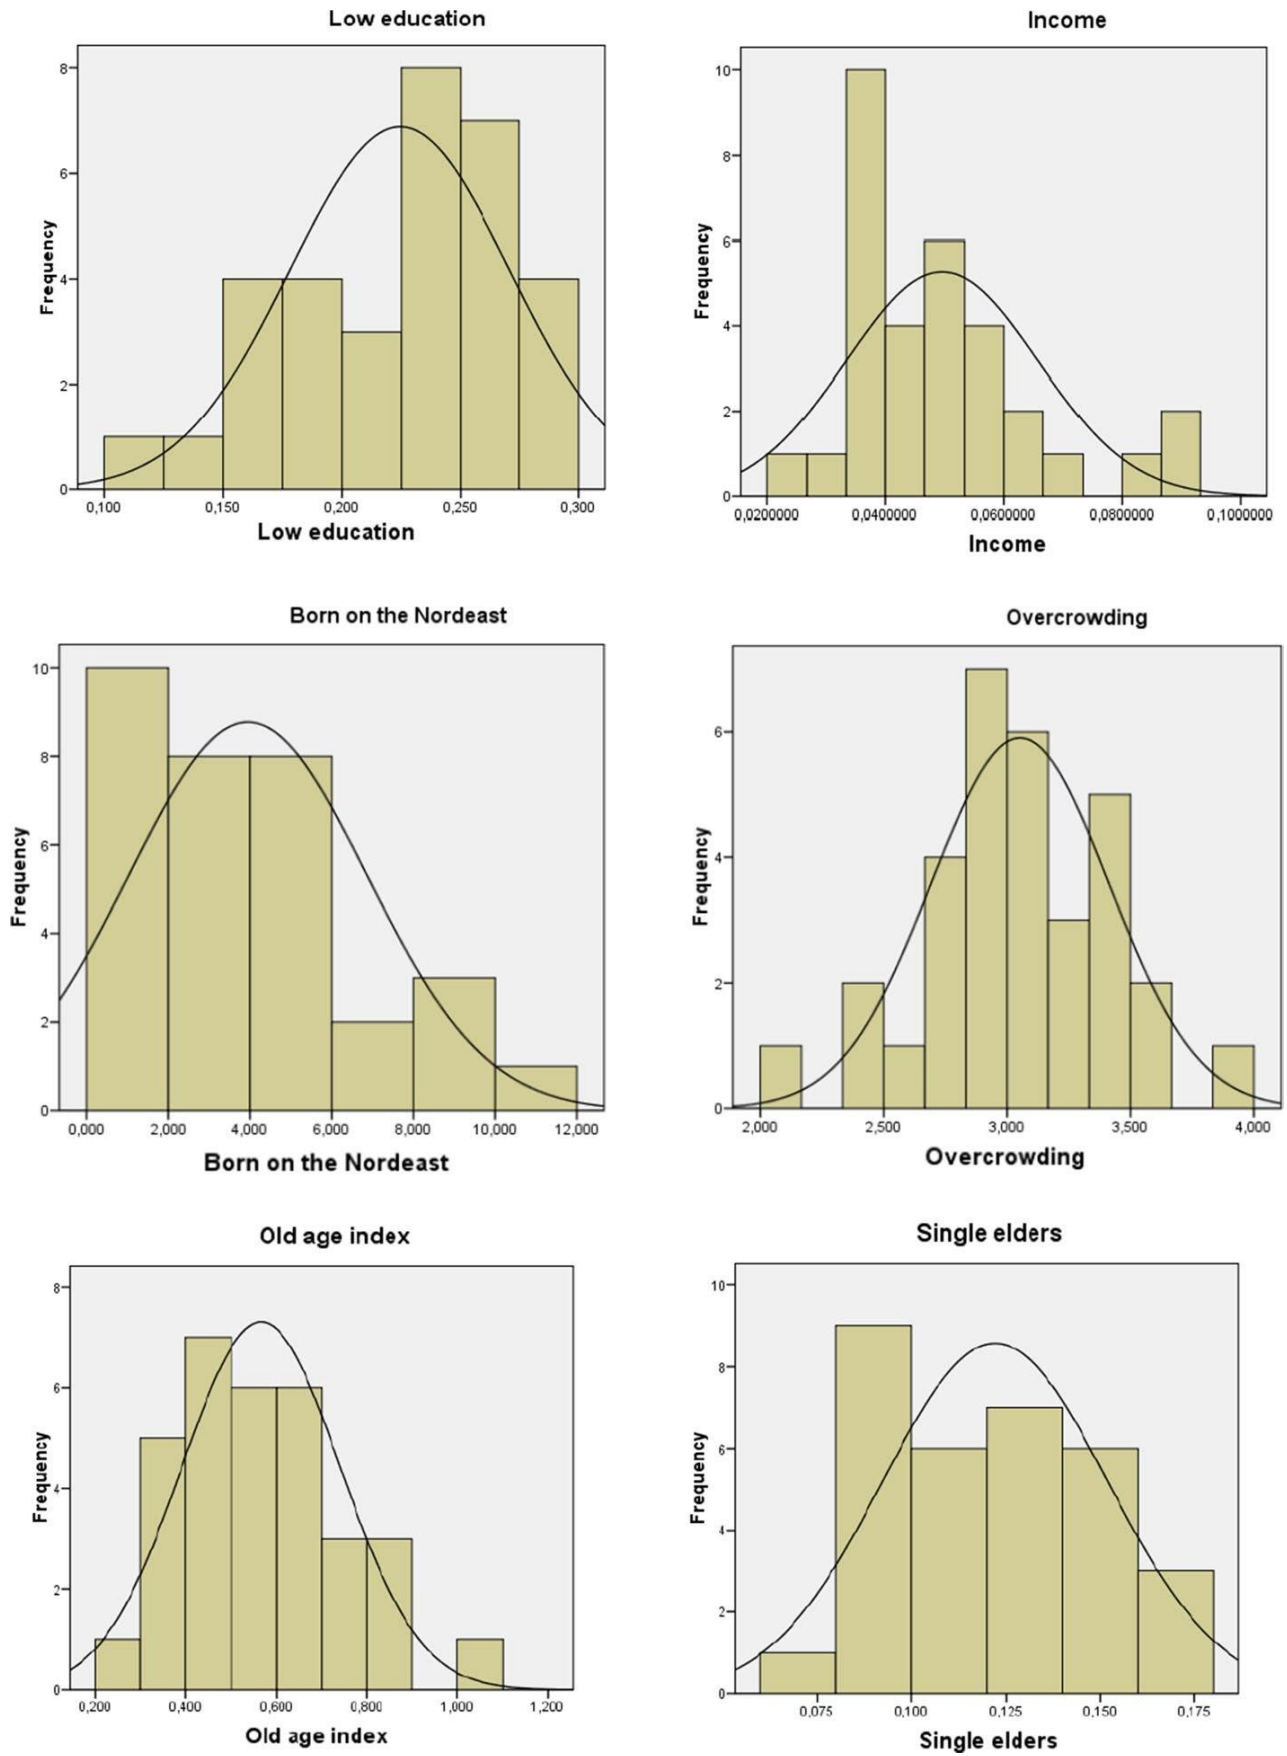 Low education
Frequency
8
6
4
2
0
0,100 0,150 0,200 0,250 0,300
Low education
Income
Frequency
10
8
6
4
2
0
0,0200000 0,0400000 0,0600000 0,0800000 0,1000000
Income
Born on the Nordeast
Frequency
10
8
6
4
2
0
0,000 2,000 4,000 6,000 8,000 10,000 12,000
Born on the Nordeast
Overcrowding
Frequency
6
4
2
0
2,000 2,500 3,000 3,500 4,000
Overcrowding
Old age index
Frequency
8
6
4
2
0
0,200 0,400 0,600 0,800 1,000 1,200
Old age index
Single elders
Frequency
10
8
6
4
2
0
0,075 0,100 0,125 0,150 0,175
Single elders